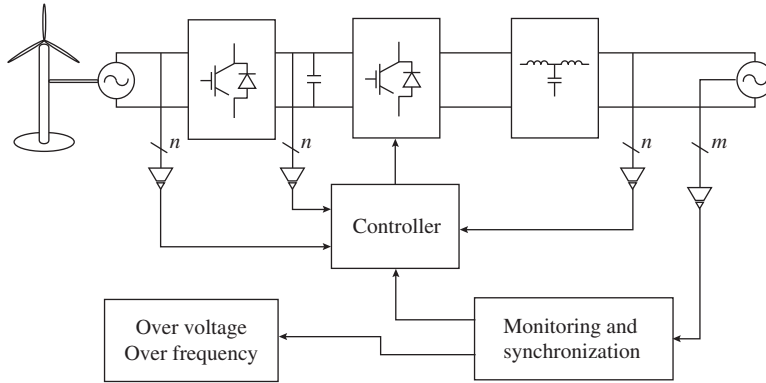 n
n
n
m
Controller
Over voltage
Over frequency
Monitoring and
synchronization